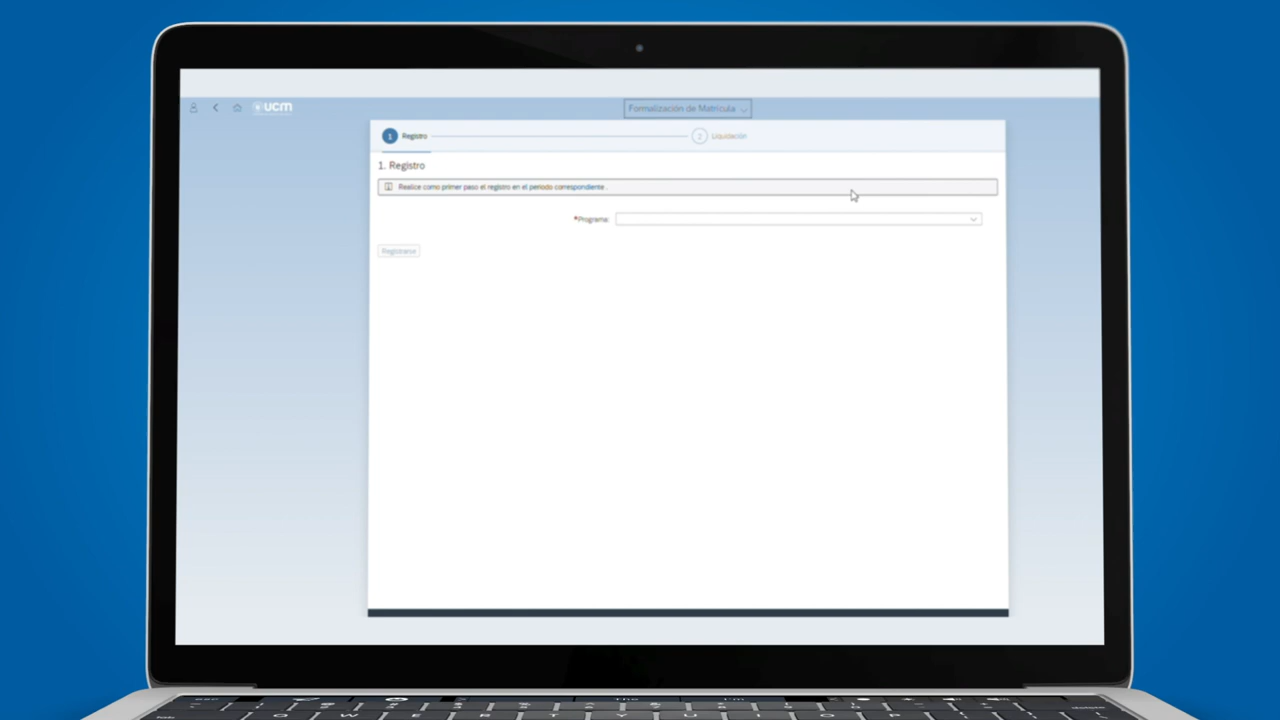 UCM
Formalización de Matrícula
1 Registro
2 Liquidación
1. Registro
Realice como primer paso el registro en el periodo correspondiente .
*Programa:
Registrarse
Q W E R T Y U I O P